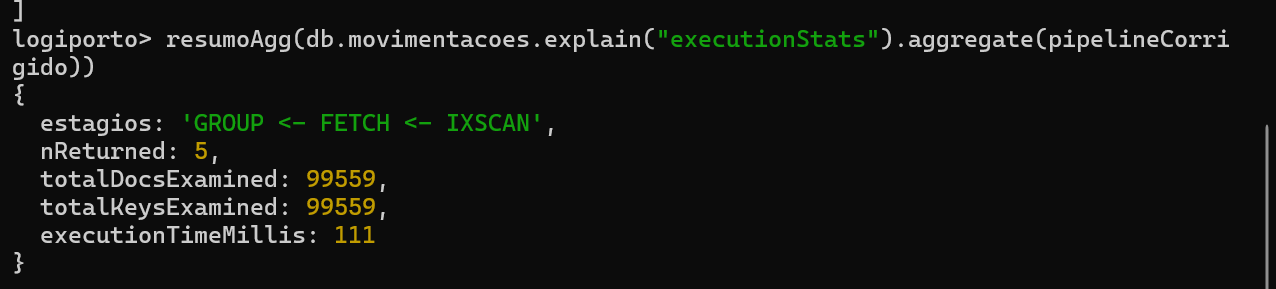 ]
logiporto> resumoAgg(db.movimentacoes.explain("executionStats").aggregate(pipelineCorri
gido))
{
  estagios: 'GROUP <- FETCH <- IXSCAN',
  nReturned: 5,
  totalDocsExamined: 99559,
  totalKeysExamined: 99559,
  executionTimeMillis: 111
}